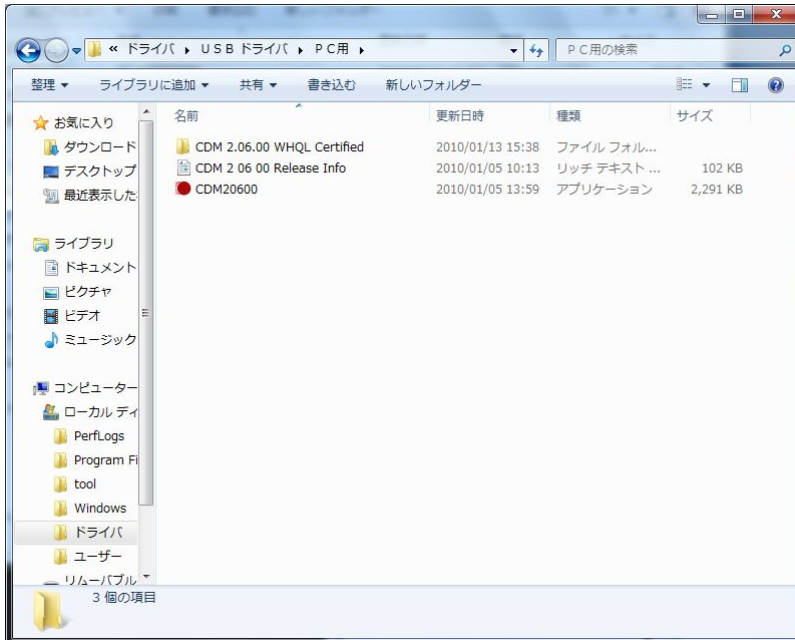 « ドライバ ▸ USB ドライバ ▸ PC用 ▸
PC用の検索
整理 ライブラリに追加 共有 書き込む 新しいフォルダー
名前 更新日時 種類 サイズ
CDM 2.06.00 WHQL Certified 2010/01/13 15:38 ファイル フォル...
CDM 2 06 00 Release Info 2010/01/05 10:13 リッチ テキスト ... 102 KB
CDM20600 2010/01/05 13:59 アプリケーション 2,291 KB
お気に入り
ダウンロード
デスクトップ
最近表示した
ライブラリ
ドキュメント
ピクチャ
ビデオ
ミュージック
コンピューター
ローカル ディ
PerfLogs
Program Fi
tool
Windows
ドライバ
ユーザー
リムーバブル
3 個の項目